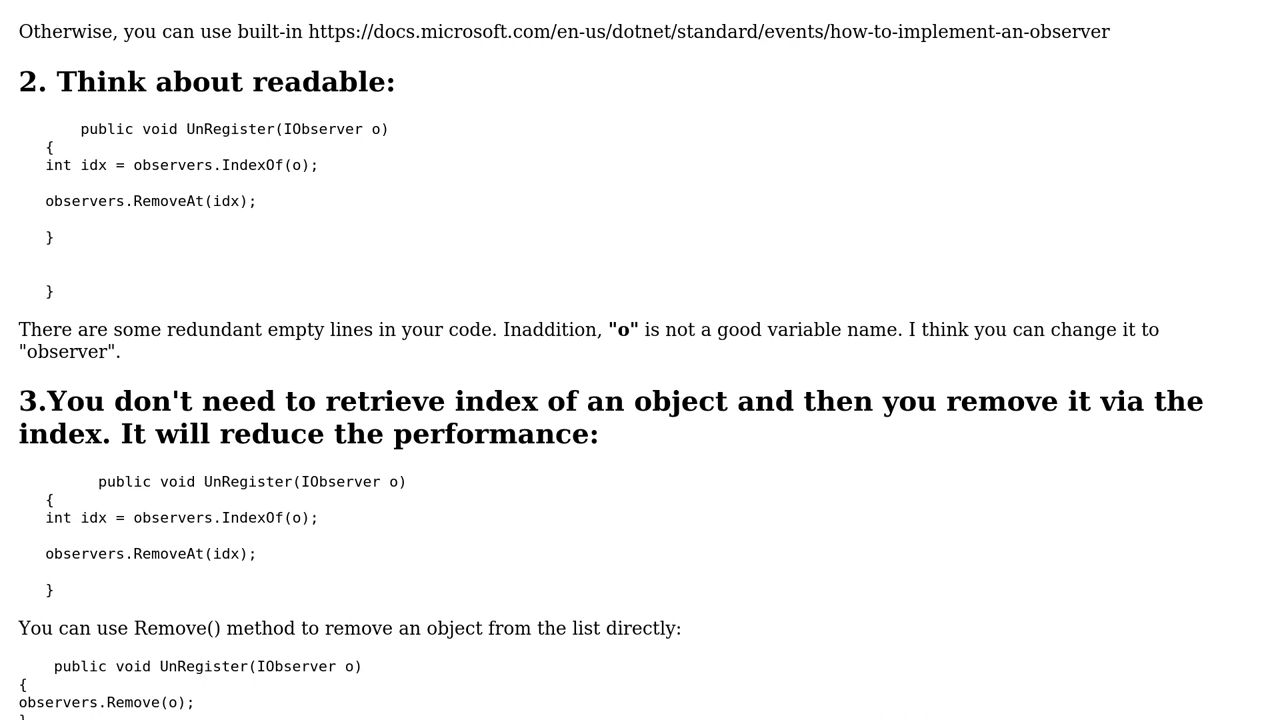 Otherwise, you can use built-in https://docs.microsoft.com/en-us/dotnet/standard/events/how-to-implement-an-observer
2. Think about readable:
public void UnRegister(IObserver o)
{
int idx = observers.IndexOf(o);
observers.RemoveAt(idx);
}
}
There are some redundant empty lines in your code. Inaddition, "o" is not a good variable name. I think you can change it to
"observer".
3.You don't need to retrieve index of an object and then you remove it via the
index. It will reduce the performance:
public void UnRegister(IObserver o)
{
int idx = observers.IndexOf(o);
observers.RemoveAt(idx);
}
You can use Remove() method to remove an object from the list directly:
public void UnRegister(IObserver o)
{
observers.Remove(o);
}